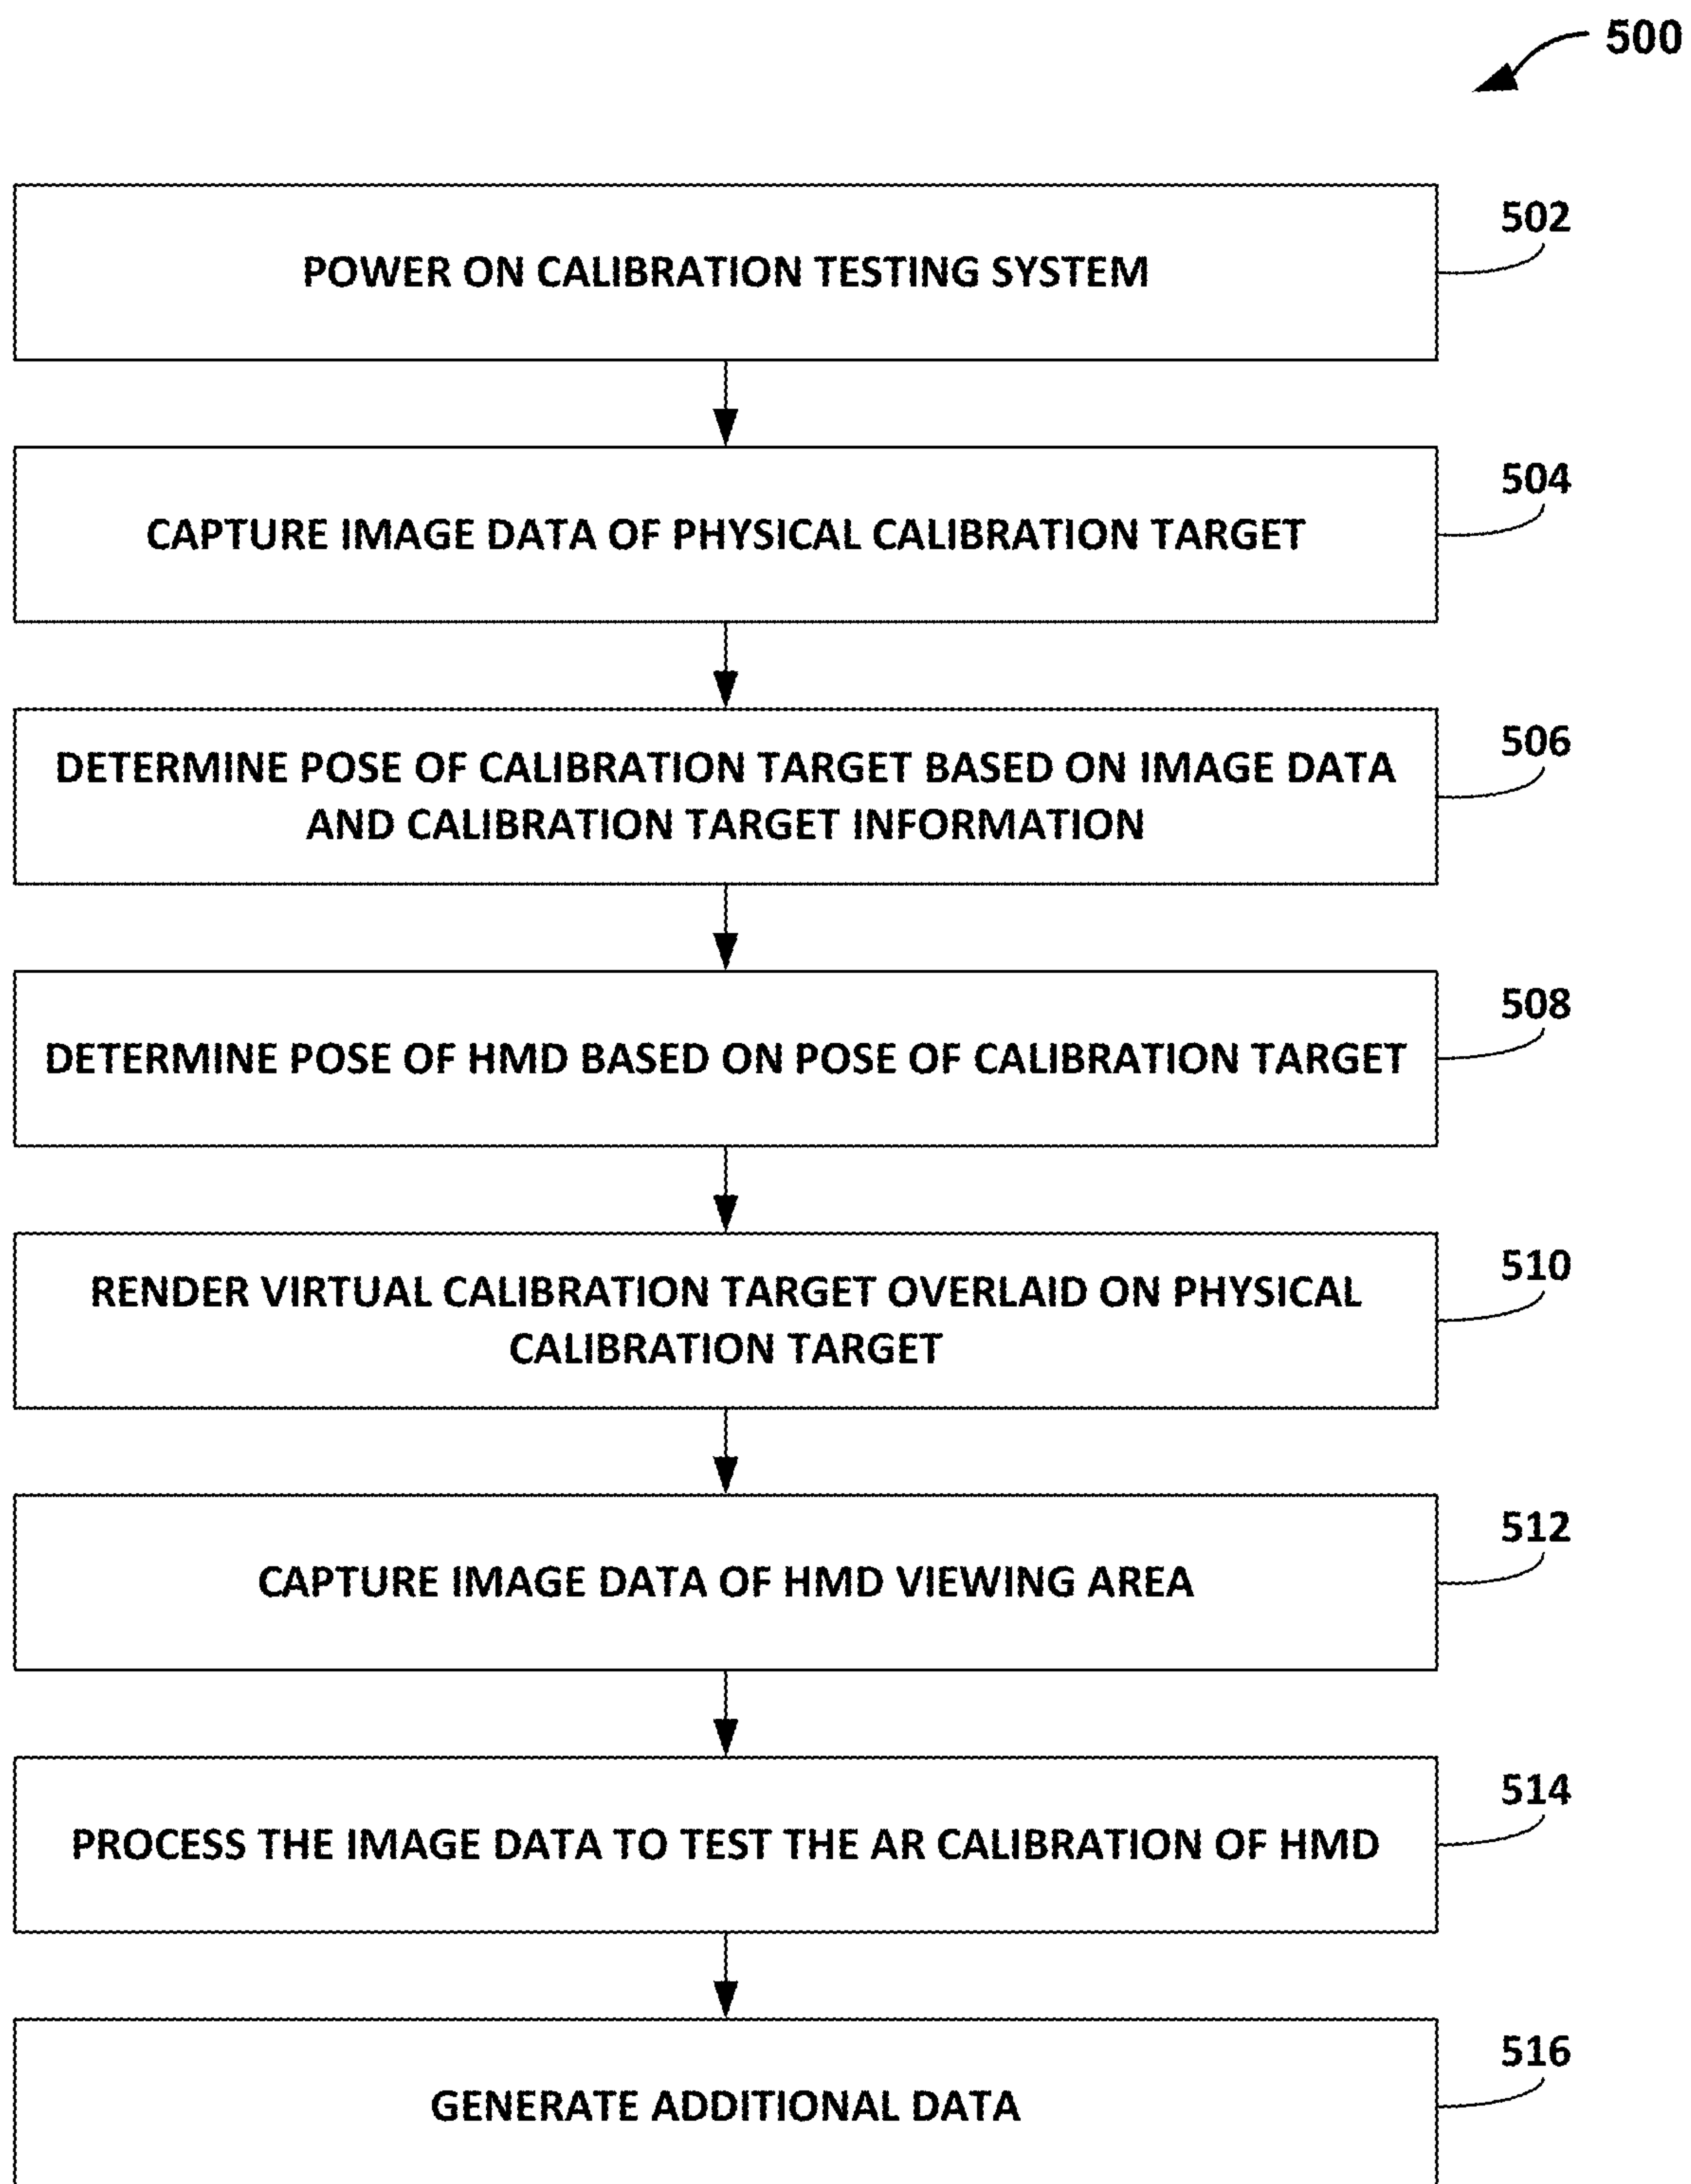 500
502
POWER ON CALIBRATION TESTING SYSTEM
504
CAPTURE IMAGE DATA OF PHYSICAL CALIBRATION TARGET
506
DETERMINE POSE OF CALIBRATION TARGET BASED ON IMAGE DATA
AND CALIBRATION TARGET INFORMATION
508
DETERMINE POSE OF HMD BASED ON POSE OF CALIBRATION TARGET
510
RENDER VIRTUAL CALIBRATION TARGET OVERLAID ON PHYSICAL
CALIBRATION TARGET
512
CAPTURE IMAGE DATA OF HMD VIEWING AREA
514
PROCESS THE IMAGE DATA TO TEST THE AR CALIBRATION OF HMD
516
GENERATE ADDITIONAL DATA